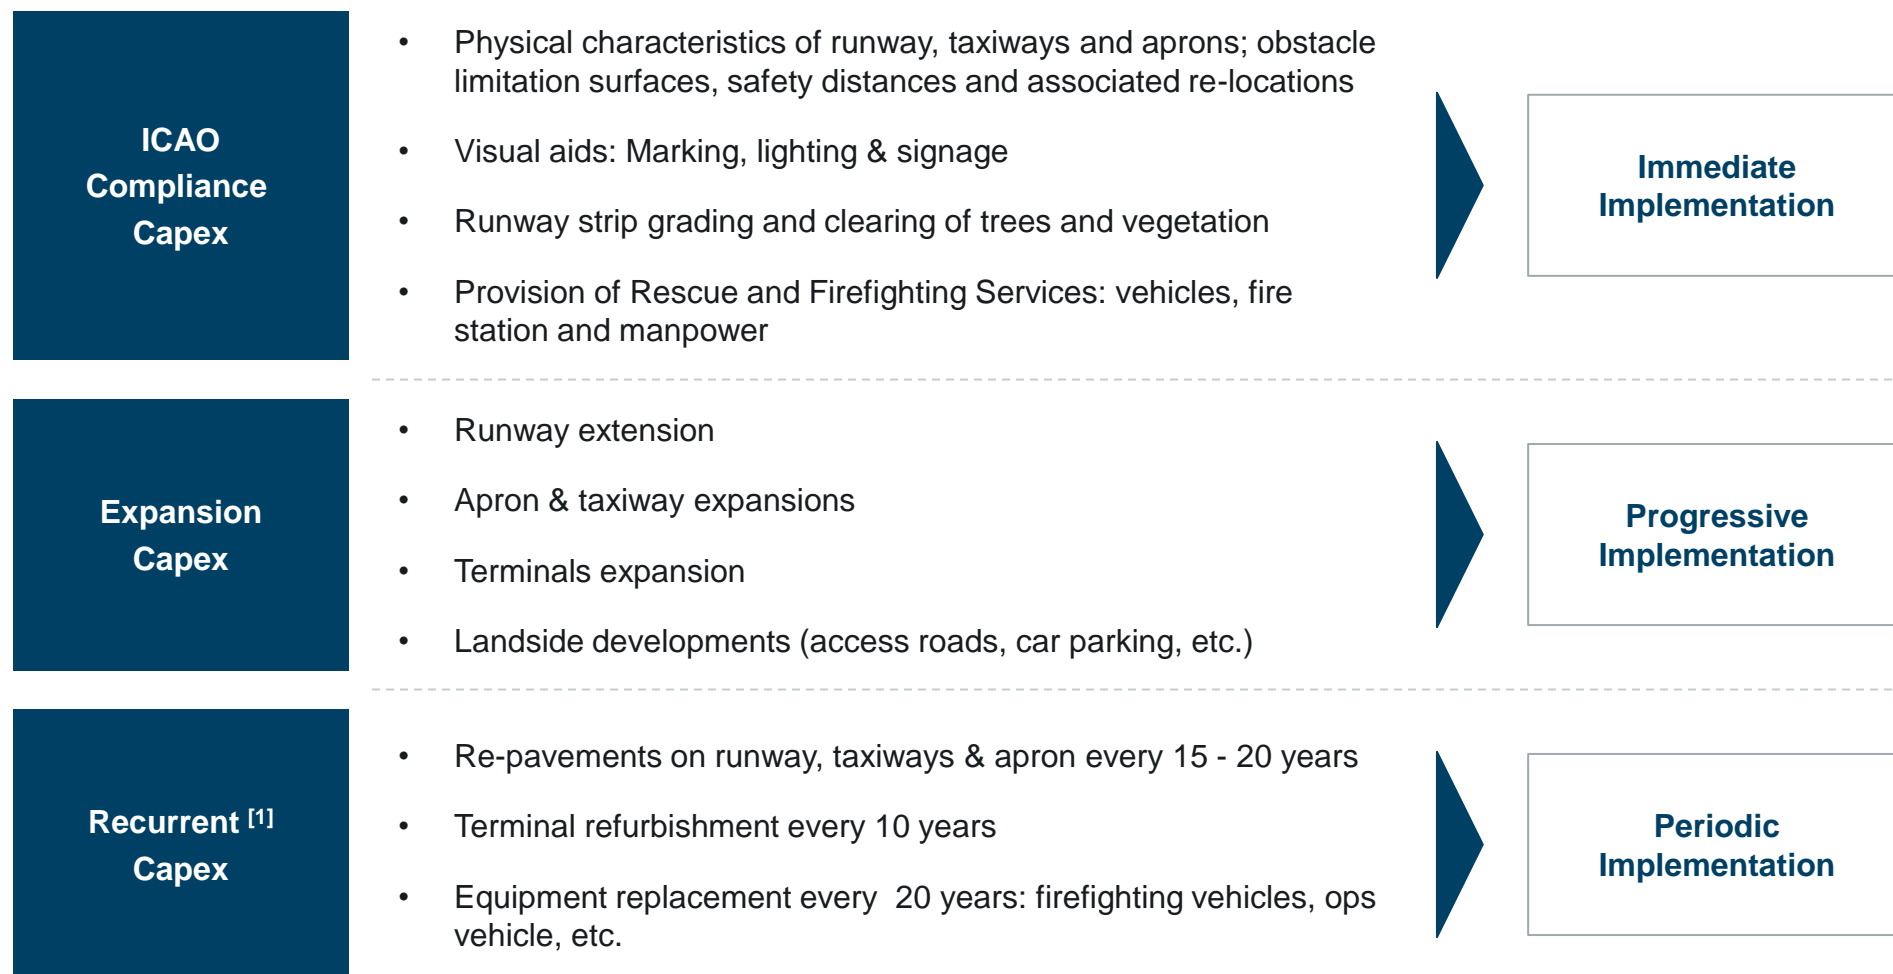 ICAO
Compliance
Capex
• Physical characteristics of runway, taxiways and aprons; obstacle
limitation surfaces, safety distances and associated re-locations
• Visual aids: Marking, lighting & signage
• Runway strip grading and clearing of trees and vegetation
• Provision of Rescue and Firefighting Services: vehicles, fire
station and manpower
Immediate
Implementation
Expansion
Capex
• Runway extension
• Apron & taxiway expansions
• Terminals expansion
• Landside developments (access roads, car parking, etc.)
Progressive
Implementation
Recurrent [1]
Capex
• Re-pavements on runway, taxiways & apron every 15 - 20 years
• Terminal refurbishment every 10 years
• Equipment replacement every  20 years: firefighting vehicles, ops
vehicle, etc.
Periodic
Implementation